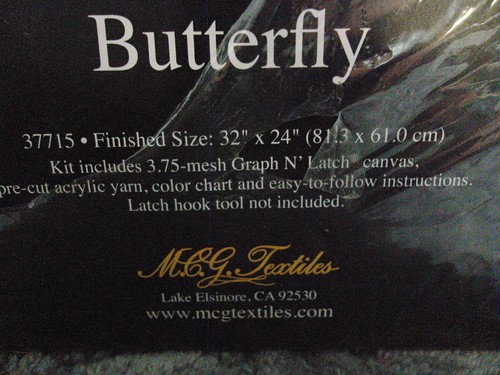 Butterfly
37715 • Finished Size: 32" x 24" (81.3 x 61.0 cm)
Kit includes 3.75-mesh Graph N' Latch® canvas,
pre-cut acrylic yarn, color chart and easy-to-follow instructions.
Latch hook tool not included.
M.C.G. Textiles
Lake Elsinore, CA 92530
www.mcgtextiles.com